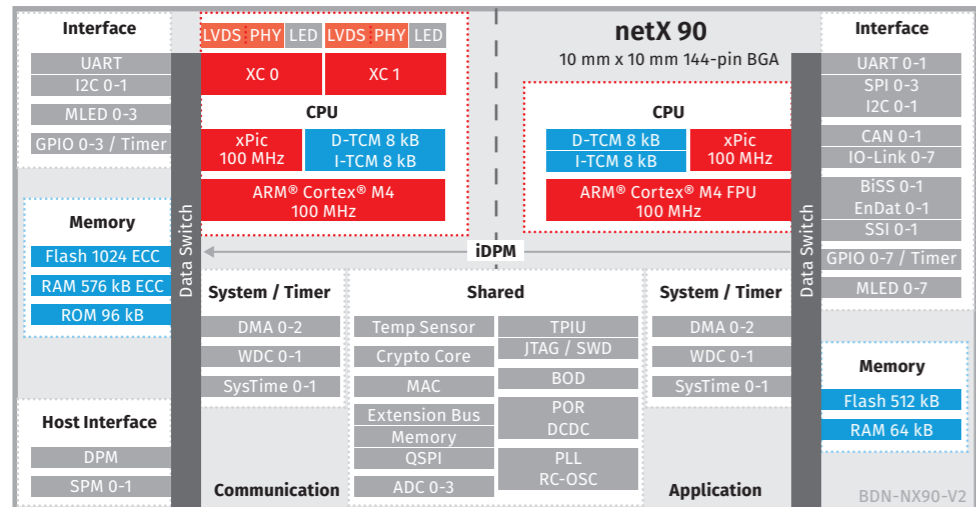 Interface
UART
I2C 0-1
MLED 0-3
GPIO 0-3 / Timer
Memory
Flash 1024 ECC
RAM 576 kB ECC
ROM 96 kB
Host Interface
DPM
SPM 0-1
Data Switch
LVDS PHY LED LVDS PHY LED
XC 0 XC 1
CPU
xPic
100 MHz
D-TCM 8 kB
I-TCM 8 kB
ARM® Cortex® M4
100 MHz
netX 90
10 mm x 10 mm 144-pin BGA
CPU
D-TCM 8 kB
I-TCM 8 kB
xPic
100 MHz
ARM® Cortex® M4 FPU
100 MHz
iDPM
System / Timer
DMA 0-2
WDC 0-1
SysTime 0-1
Communication
Shared
Temp Sensor
Crypto Core
MAC
Extension Bus
Memory
QSPI
ADC 0-3
TPIU
JTAG / SWD
BOD
POR
DCDC
PLL
RC-OSC
System / Timer
DMA 0-2
WDC 0-1
SysTime 0-1
Application
Data Switch
Interface
UART 0-1
SPI 0-3
I2C 0-1
CAN 0-1
IO-Link 0-7
BiSS 0-1
EnDat 0-1
SSI 0-1
GPIO 0-7 / Timer
MLED 0-7
Memory
Flash 512 kB
RAM 64 kB
BDN-NX90-V2